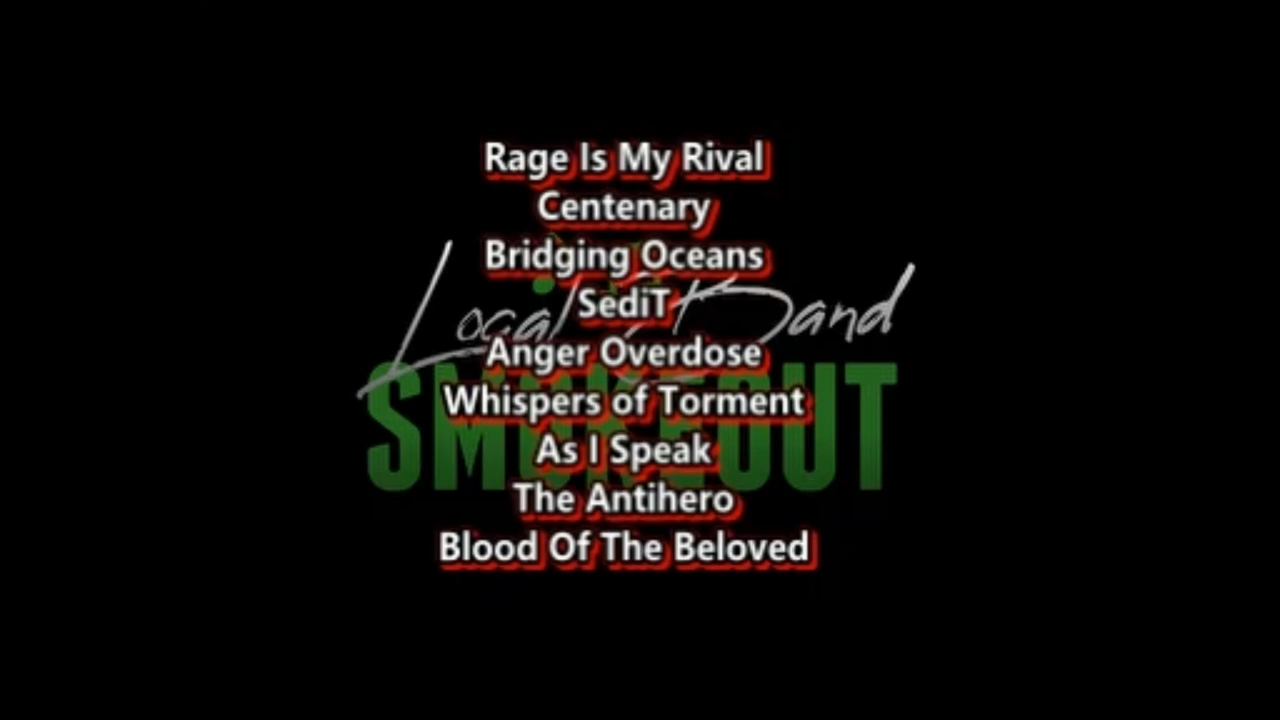 Rage Is My Rival
Centenary
Bridging Oceans
SediT
Anger Overdose
Whispers of Torment
As I Speak
The Antihero
Blood Of The Beloved
Local Band
SMOKEOUT